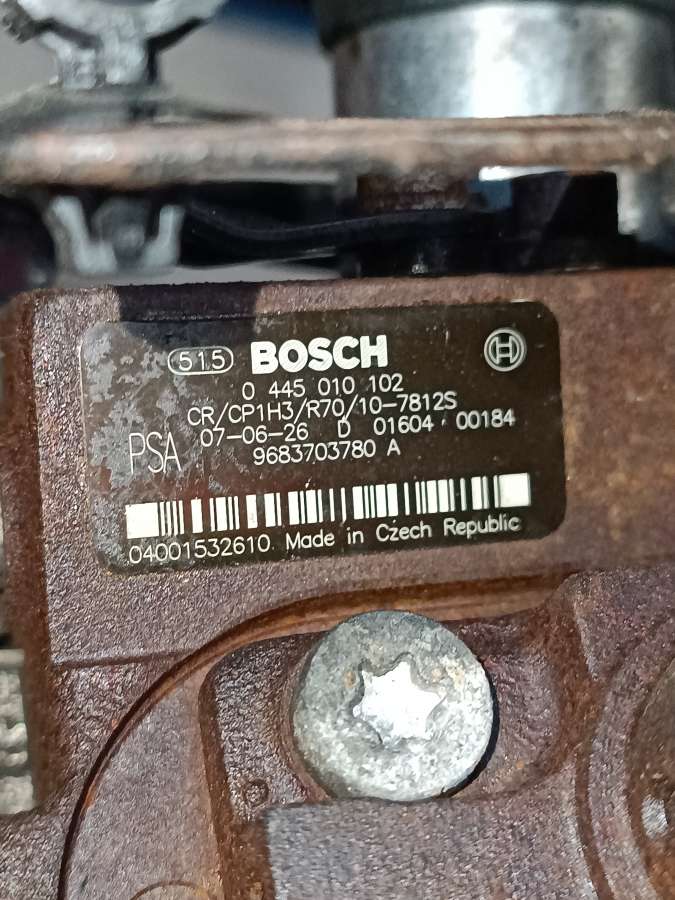 515 BOSCH
0 445 010 102
CR/CP1H3/R70/10-7812S
PSA 07-06-26 D 01604 00184
9683703780 A
04001532610 Made in Czech Republic